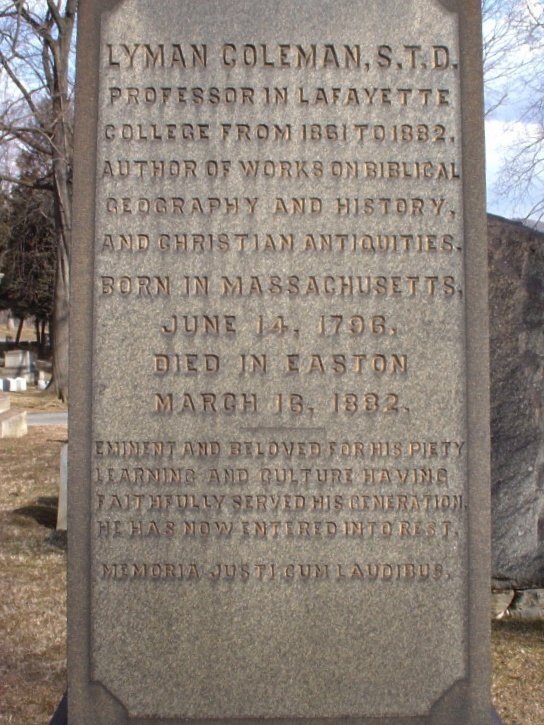 LYMAN COLEMAN, S.T.D.
PROFESSOR IN LAFAYETTE
COLLEGE FROM 1861 TO 1882.
AUTHOR OF WORKS ON BIBLICAL
GEOGRAPHY AND HISTORY,
AND CHRISTIAN ANTIQUITIES.
BORN IN MASSACHUSETTS,
JUNE 14, 1796.
DIED IN EASTON
MARCH 16, 1882.
EMINENT AND BELOVED FOR HIS PIETY
LEARNING AND CULTURE HAVING
FAITHFULLY SERVED HIS GENERATION.
HE HAS NOW ENTERED INTO REST.
MEMORIA JUSTI CUM LAUDIBUS.